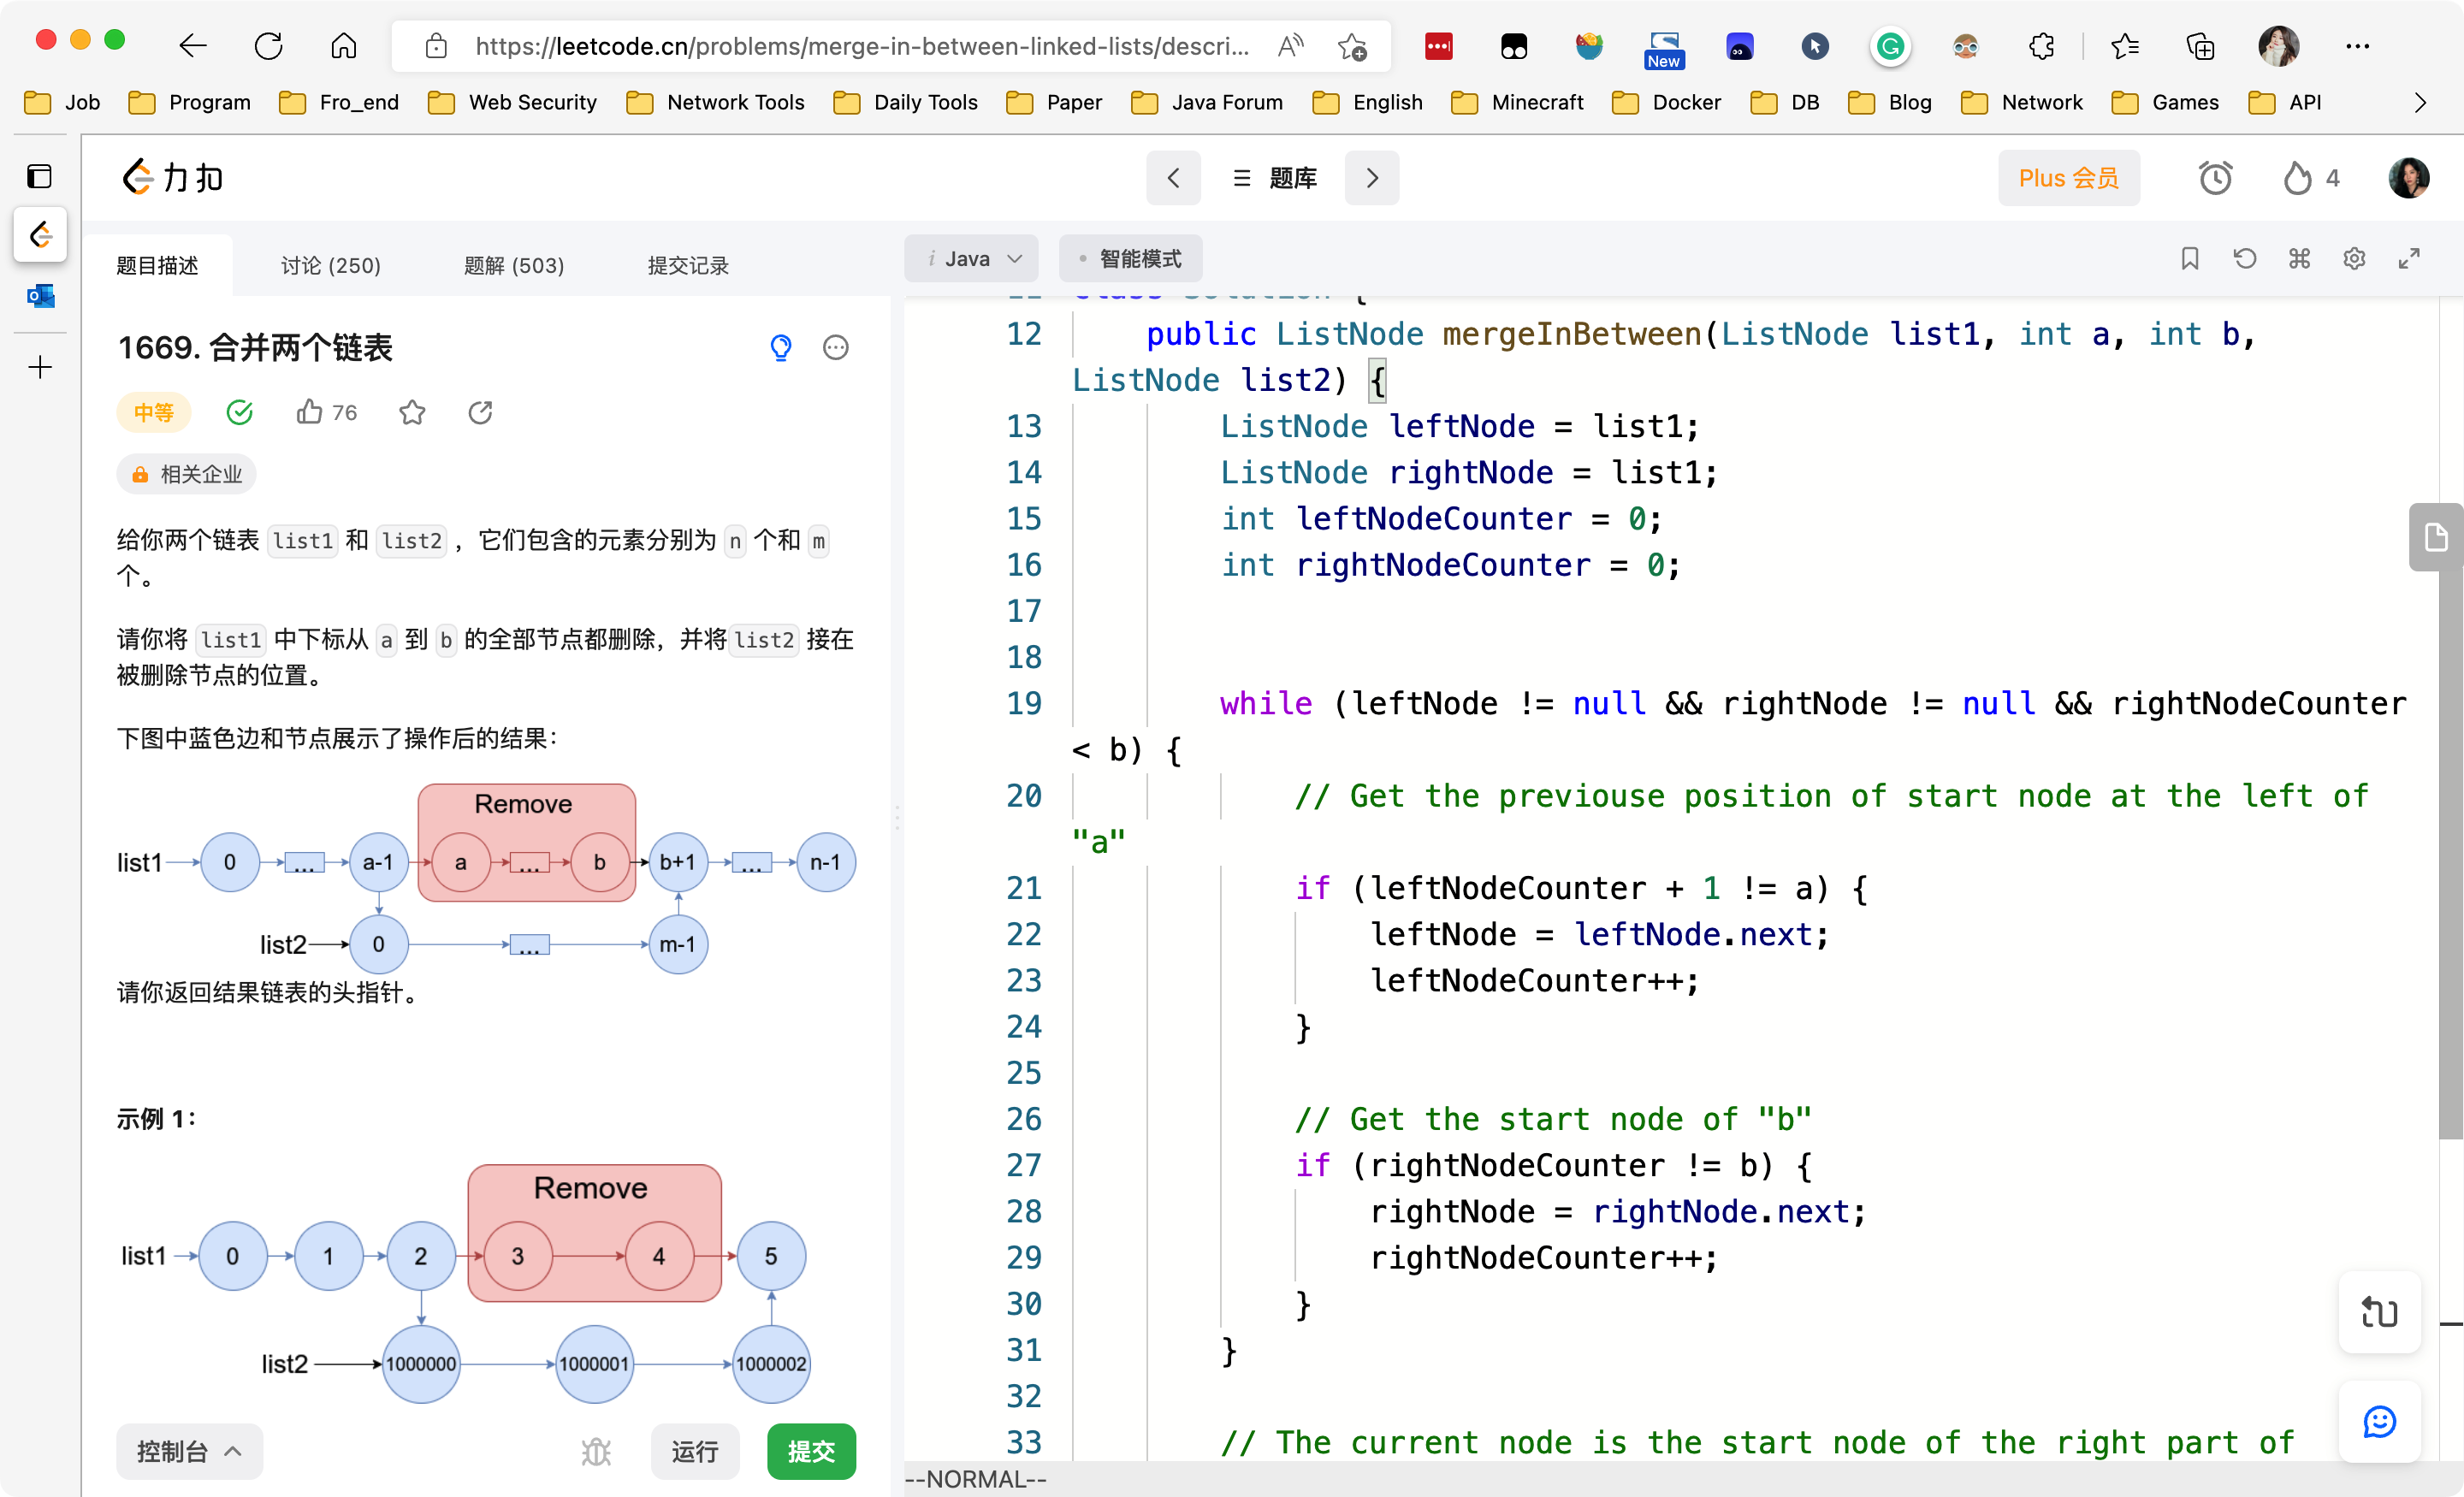 https://leetcode.cn/problems/merge-in-between-linked-lists/descri...
New
Job
Program
Fro_end
Web Security
Network Tools
Daily Tools
Paper
Java Forum
English
Minecraft
Docker
DB
Blog
Network
Games
API
力扣
题库
Plus 会员
4
题目描述
讨论 (250)
题解 (503)
提交记录
i Java
智能模式
1669. 合并两个链表
中等
76
相关企业
给你两个链表 list1 和 list2 ，它们包含的元素分别为 n 个和 m
个。
请你将 list1 中下标从 a 到 b 的全部节点都删除，并将 list2 接在
被删除节点的位置。
下图中蓝色边和节点展示了操作后的结果：
Remove
list1 0 ... a-1 a ... b b+1 ... n-1
list2 0 ... m-1
请你返回结果链表的头指针。
示例 1：
Remove
list1 0 1 2 3 4 5
list2 1000000 1000001 1000002
控制台
运行
提交
11 class Solution {
12 public ListNode mergeInBetween(ListNode list1, int a, int b,
ListNode list2) {
13 ListNode leftNode = list1;
14 ListNode rightNode = list1;
15 int leftNodeCounter = 0;
16 int rightNodeCounter = 0;
17
18
19 while (leftNode != null && rightNode != null && rightNodeCounter
< b) {
20 // Get the previouse position of start node at the left of
"a"
21 if (leftNodeCounter + 1 != a) {
22 leftNode = leftNode.next;
23 leftNodeCounter++;
24 }
25
26 // Get the start node of "b"
27 if (rightNodeCounter != b) {
28 rightNode = rightNode.next;
29 rightNodeCounter++;
30 }
31 }
32
33 // The current node is the start node of the right part of
--NORMAL--